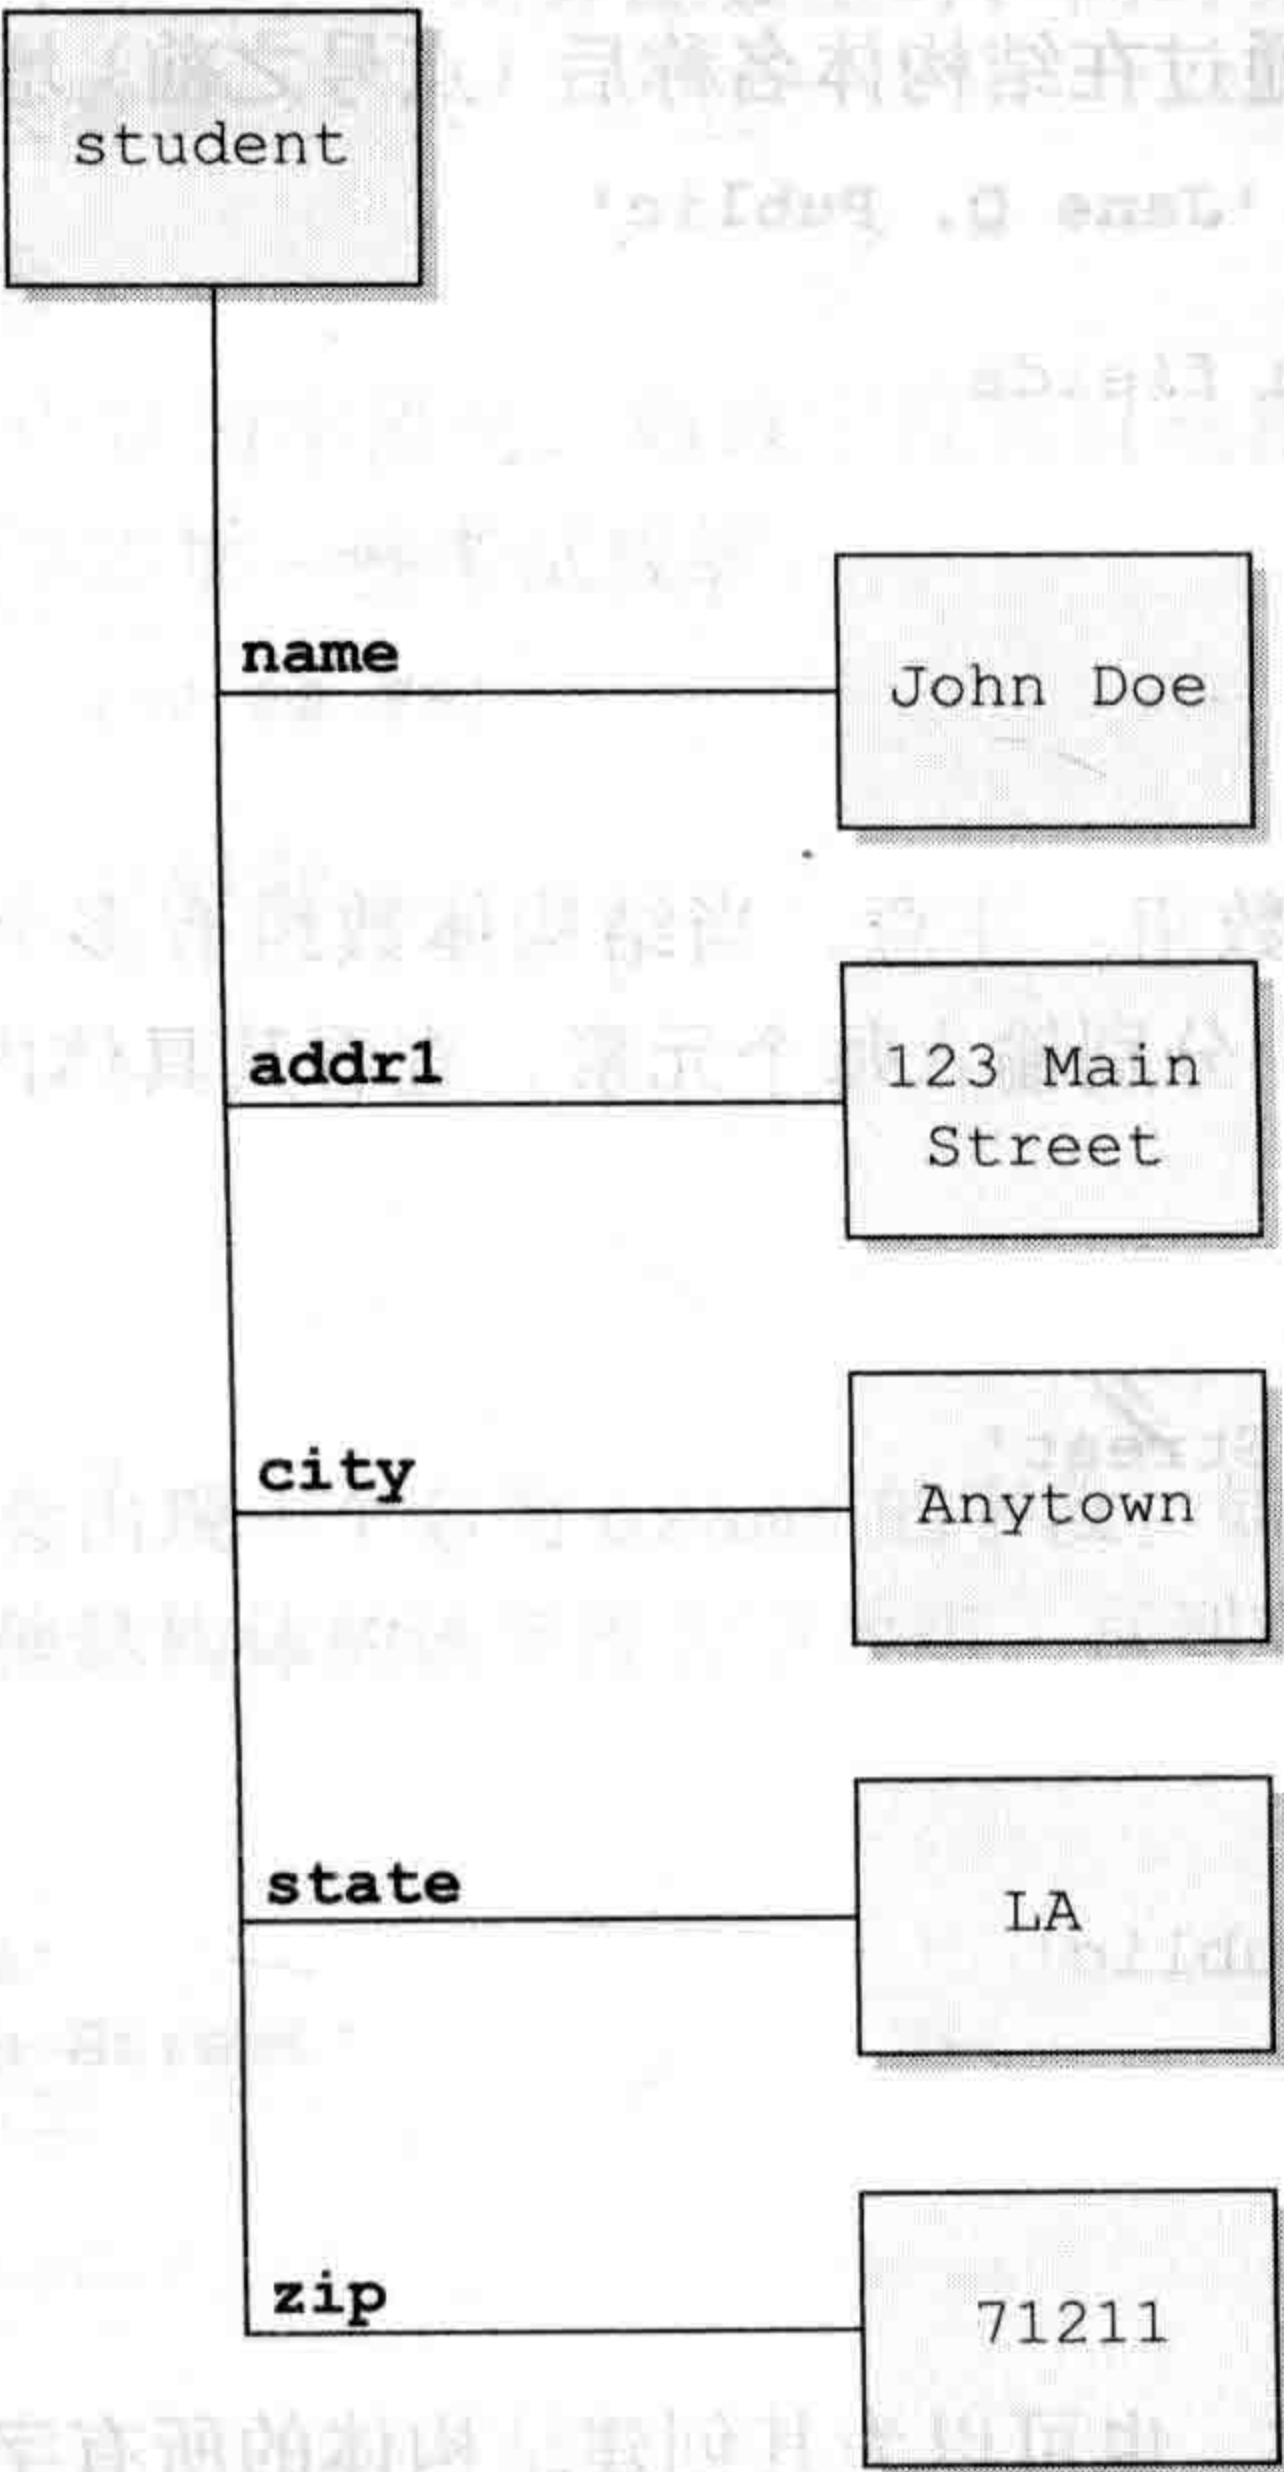 student
name
John Doe
addr1
123 Main
Street
city
Anytown
state
LA
zip
71211